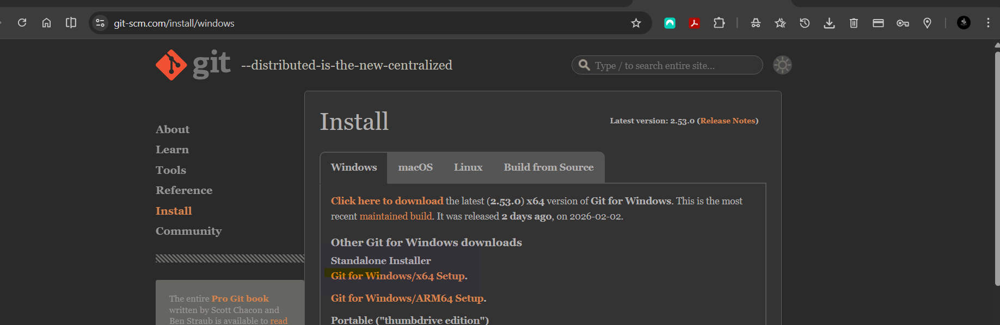 git-scm.com/install/windows
git --distributed-is-the-new-centralized
Type / to search entire site...
About
Learn
Tools
Reference
Install
Community
The entire Pro Git book
written by Scott Chacon and
Ben Straub is available to read
Install
Latest version: 2.53.0 (Release Notes)
Windows macOS Linux Build from Source
Click here to download the latest (2.53.0) x64 version of Git for Windows. This is the most
recent maintained build. It was released 2 days ago, on 2026-02-02.
Other Git for Windows downloads
Standalone Installer
Git for Windows/x64 Setup.
Git for Windows/ARM64 Setup.
Portable ("thumbdrive edition")